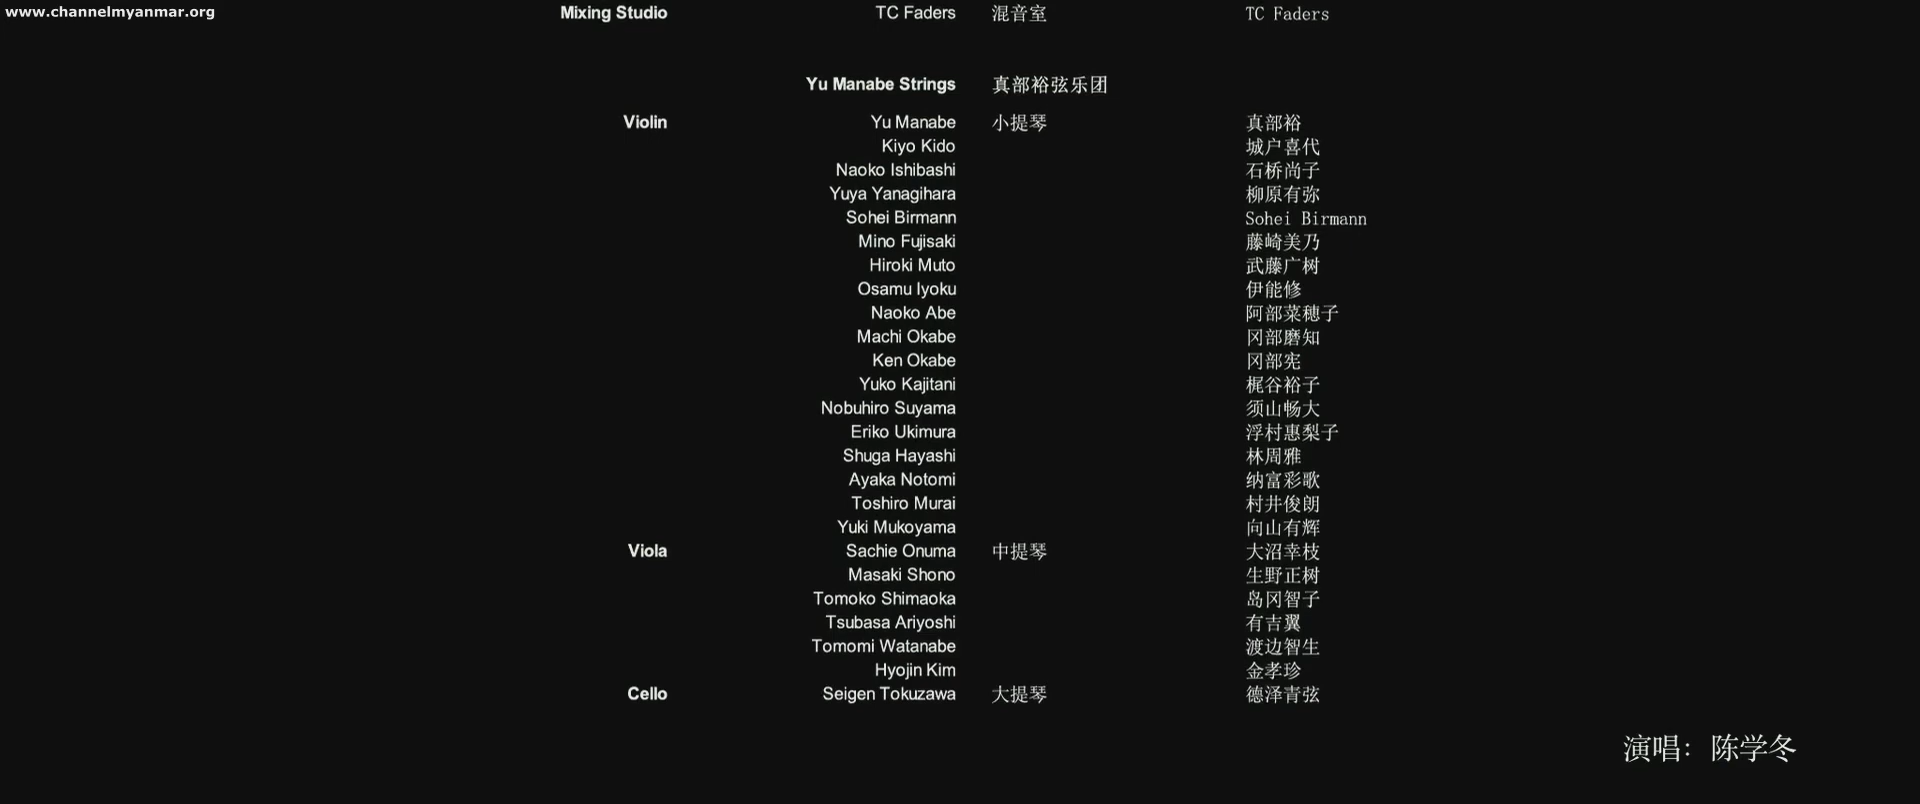 www.channelmyanmar.org
Mixing Studio TC Faders 混音室 TC Faders
Yu Manabe Strings 真部裕弦乐团
Violin Yu Manabe 小提琴 真部裕
Kiyo Kido 城户喜代
Naoko Ishibashi 石桥尚子
Yuya Yanagihara 柳原有弥
Sohei Birmann Sohei Birmann
Mino Fujisaki 藤崎美乃
Hiroki Muto 武藤广树
Osamu Iyoku 伊能修
Naoko Abe 阿部菜穗子
Machi Okabe 冈部磨知
Ken Okabe 冈部宪
Yuko Kajitani 梶谷裕子
Nobuhiro Suyama 须山畅大
Eriko Ukimura 浮村惠梨子
Shuga Hayashi 林周雅
Ayaka Notomi 纳富彩歌
Toshiro Murai 村井俊朗
Yuki Mukoyama 向山有辉
Viola Sachie Onuma 中提琴 大沼幸枝
Masaki Shono 生野正树
Tomoko Shimaoka 岛冈智子
Tsubasa Ariyoshi 有吉翼
Tomomi Watanabe 渡边智生
Hyojin Kim 金孝珍
Cello Seigen Tokuzawa 大提琴 德泽青弦
演唱: 陈学冬